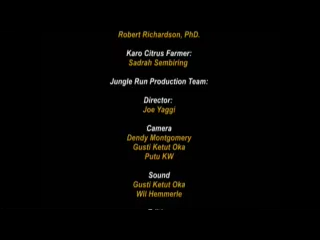 Robert Richardson, PhD.
Karo Citrus Farmer:
Sadrah Sembiring
Jungle Run Production Team:
Director:
Joe Yaggi
Camera
Dendy Montgomery
Gusti Ketut Oka
Putu KW
Sound
Gusti Ketut Oka
Wil Hemmerle